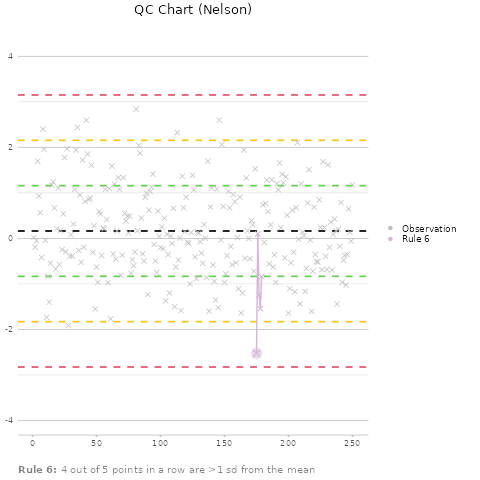 QC Chart (Nelson)
4
2
0
-2
-4
0
50
100
150
200
250
Observation
Rule 6
Rule 6: 4 out of 5 points in a row are >1 sd from the mean